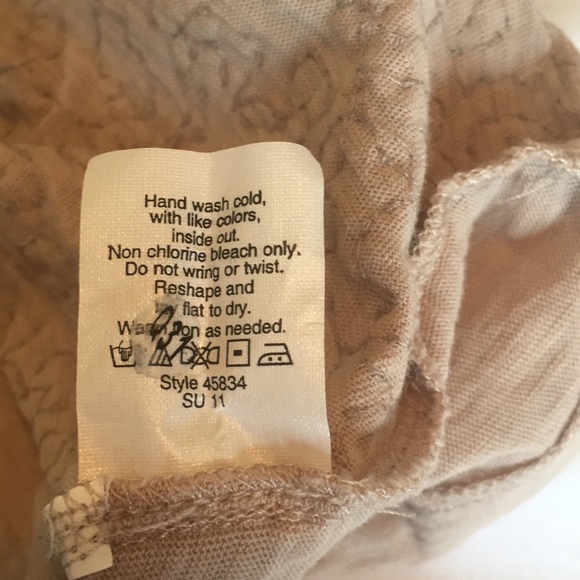 Hand wash cold,
with like colors,
inside out.
Non chlorine bleach only.
Do not wring or twist.
Reshape and
flat to dry.
as needed.
Style 45834
SU 11